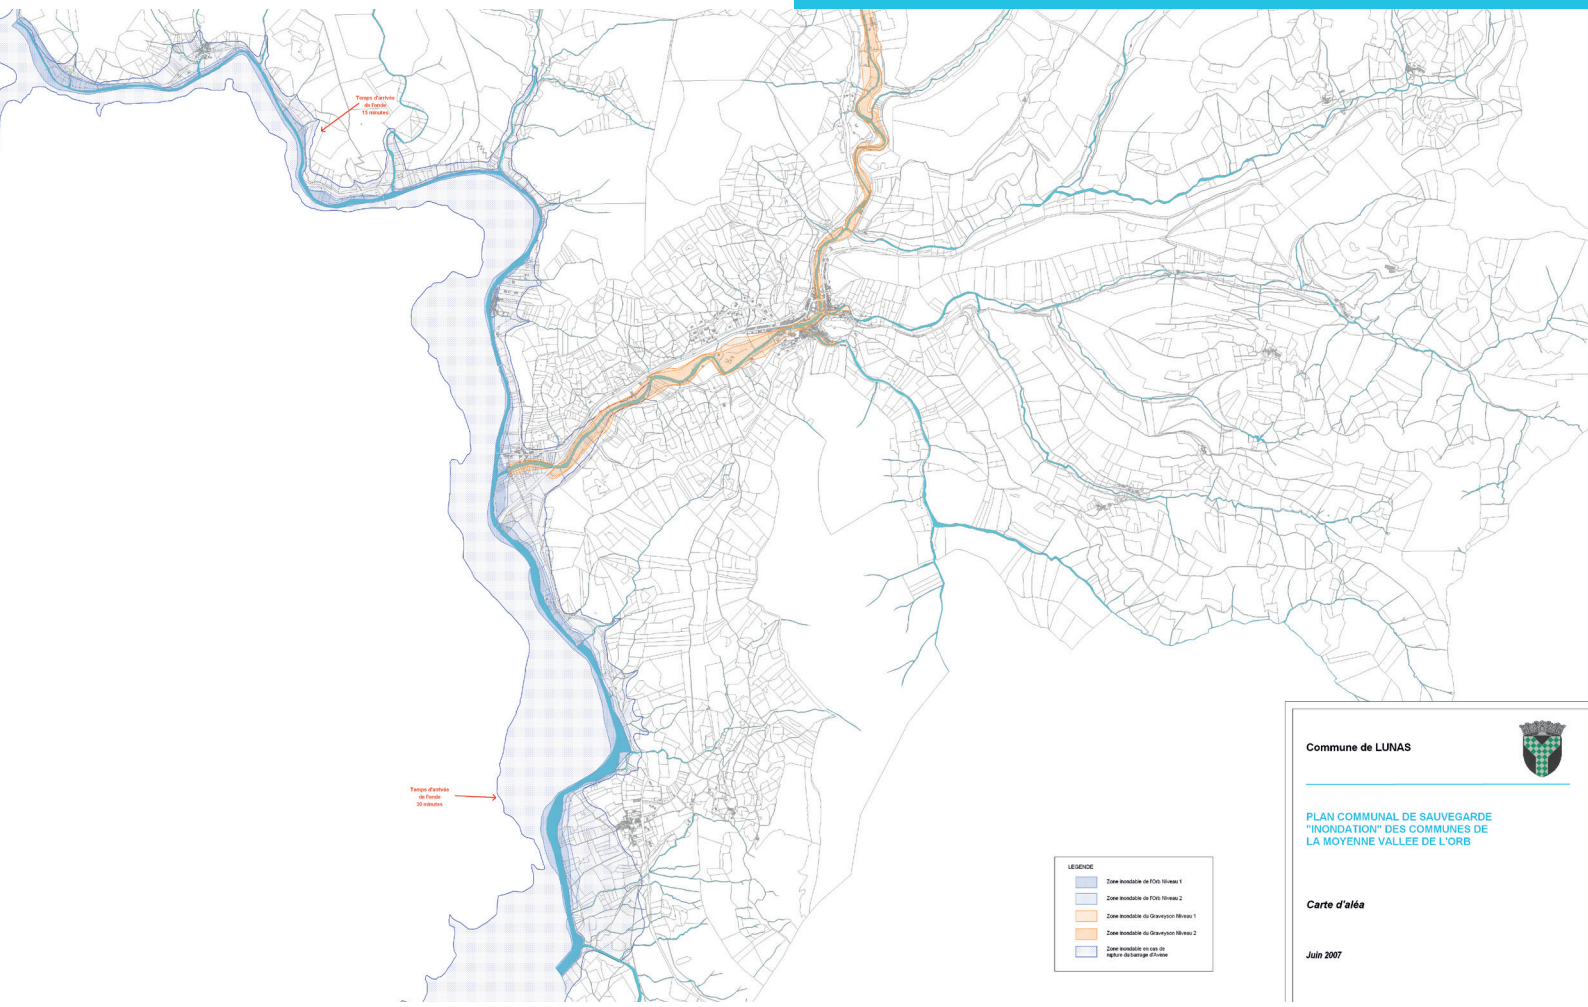 Temps d'arrivée
de l'onde
15 minutes
Temps d'arrivée
de l'onde
30 minutes
LEGENDE
Zone inondable de l'Orb Niveau 1
Zone inondable de l'Orb Niveau 2
Zone inondable du Graveyson Niveau 1
Zone inondable du Graveyson Niveau 2
Zone inondable en cas de
rupture du barrage d'Avène
Commune de LUNAS
PLAN COMMUNAL DE SAUVEGARDE
"INONDATION" DES COMMUNES DE
LA MOYENNE VALLEE DE L'ORB
Carte d'aléa
Juin 2007